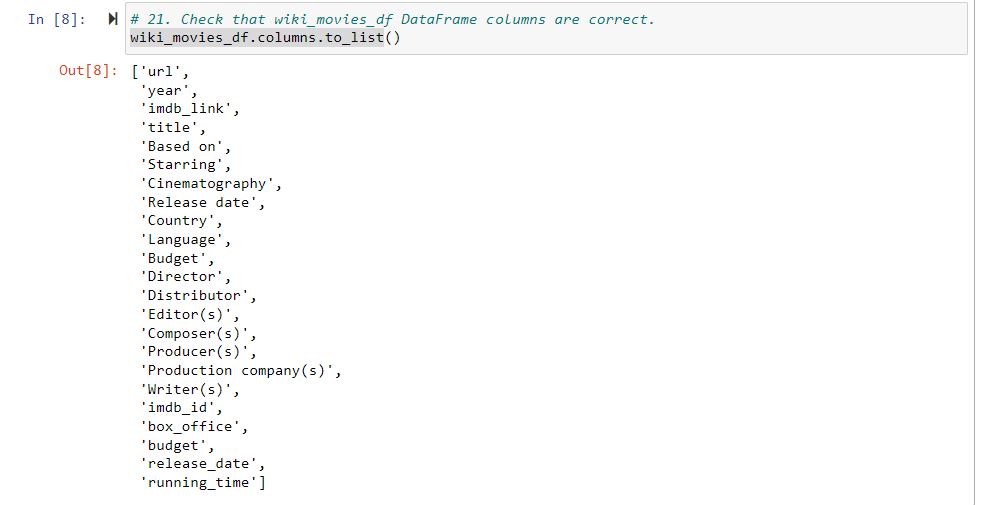 In [8]: # 21. Check that wiki_movies_df DataFrame columns are correct.
wiki_movies_df.columns.to_list()
Out[8]: ['url',
'year',
'imdb_link',
'title',
'Based on',
'Starring',
'Cinematography',
'Release date',
'Country',
'Language',
'Budget',
'Director',
'Distributor',
'Editor(s)',
'Composer(s)',
'Producer(s)',
'Production company(s)',
'Writer(s)',
'imdb_id',
'box_office',
'budget',
'release_date',
'running_time']